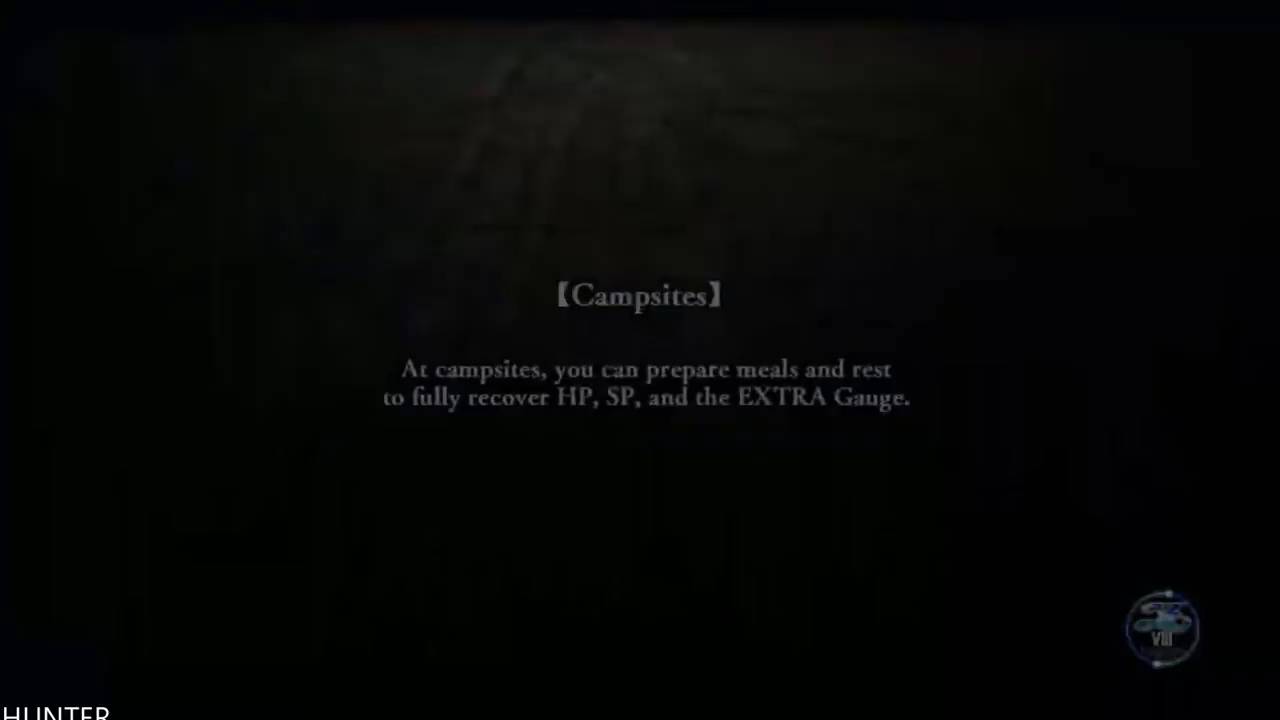 【Campsites】
At campsites, you can prepare meals and rest
to fully recover HP, SP, and the EXTRA Gauge.
VIII
HUNTER